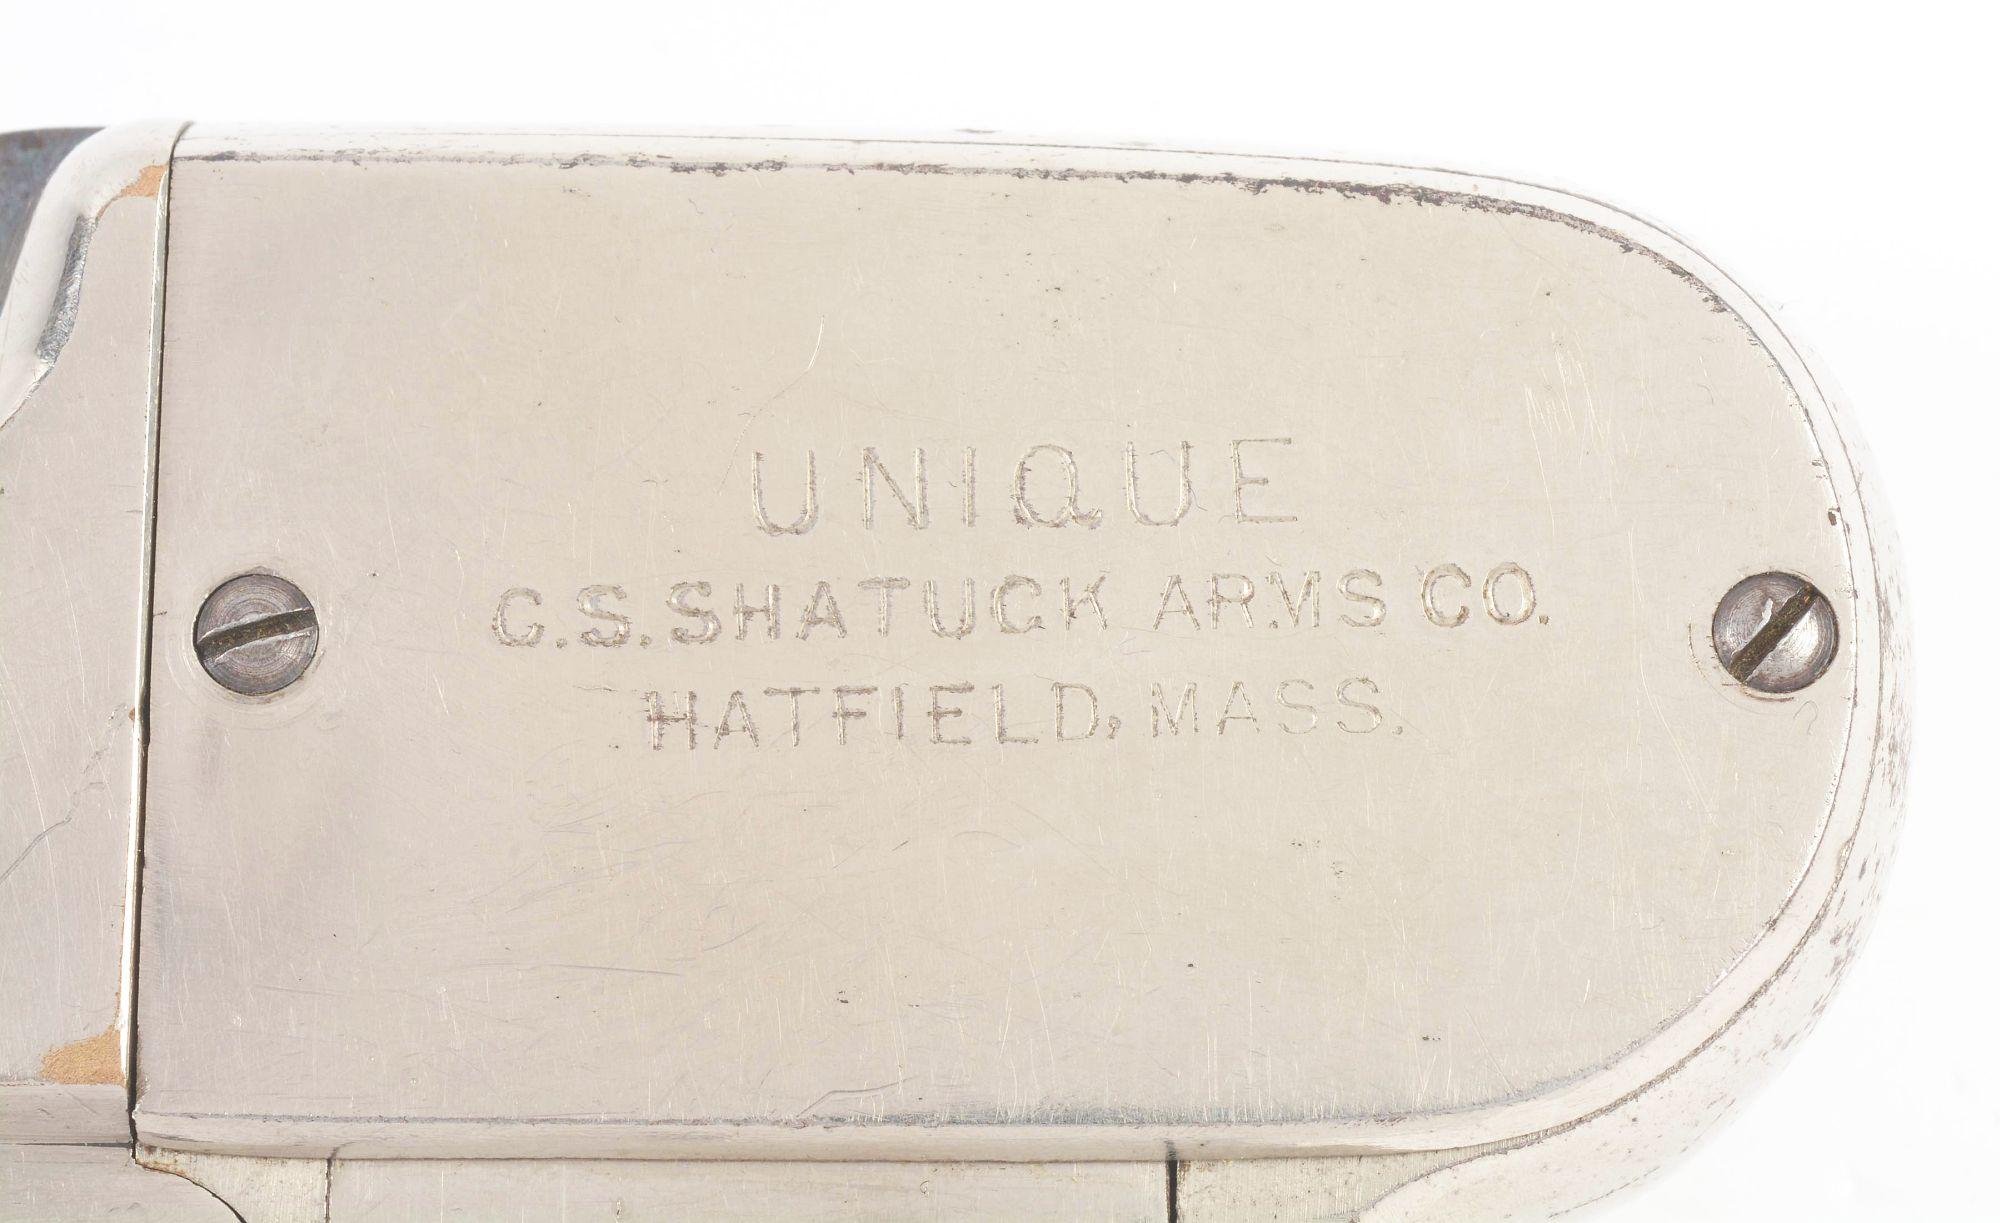 UNIQUE
C.S.SHATUCK ARMS CO.
HATFIELD, MASS.